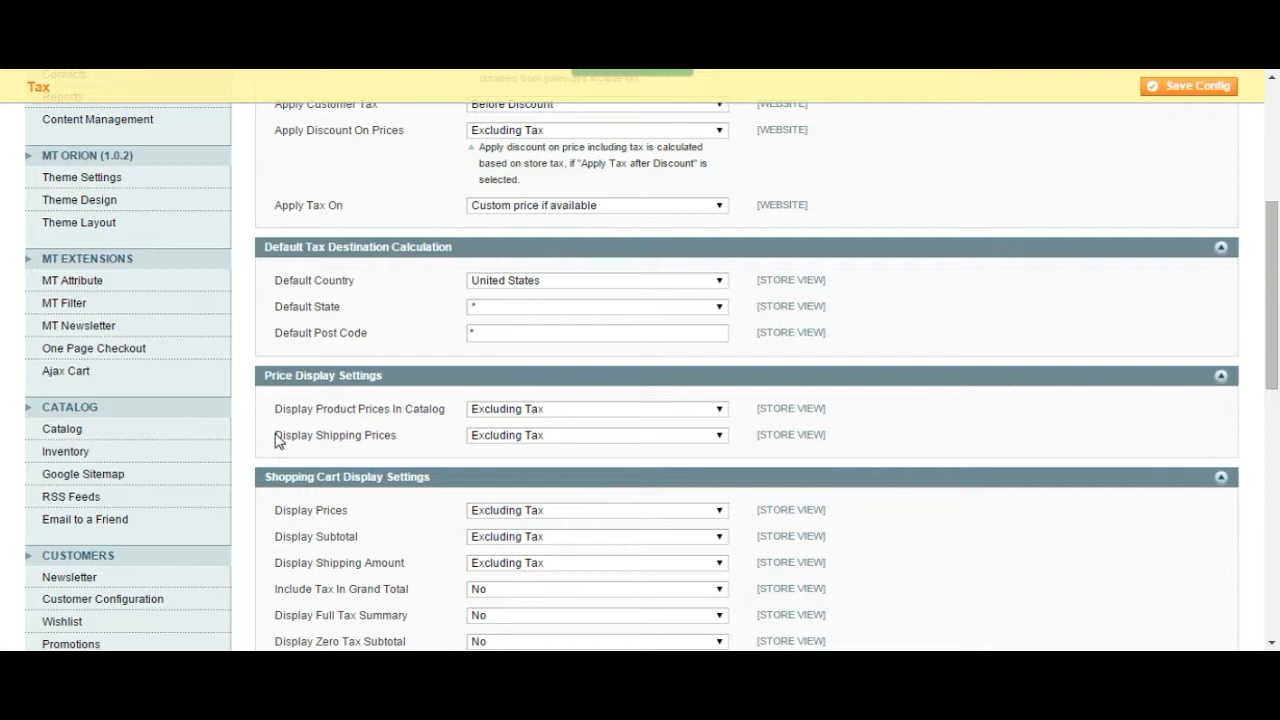 Contacts
obtained from gateways include tax
Tax
Save Config
Reports
Apply Customer Tax Before Discount [WEBSITE]
Content Management
Apply Discount On Prices Excluding Tax [WEBSITE]
Apply discount on price including tax is calculated
based on store tax, if "Apply Tax after Discount" is
selected.
Apply Tax On Custom price if available [WEBSITE]
MT ORION (1.0.2)
Theme Settings
Theme Design
Theme Layout
Default Tax Destination Calculation
Default Country United States [STORE VIEW]
Default State * [STORE VIEW]
Default Post Code * [STORE VIEW]
MT EXTENSIONS
MT Attribute
MT Filter
MT Newsletter
One Page Checkout
Ajax Cart
Price Display Settings
Display Product Prices In Catalog Excluding Tax [STORE VIEW]
Display Shipping Prices Excluding Tax [STORE VIEW]
CATALOG
Catalog
Inventory
Google Sitemap
RSS Feeds
Email to a Friend
Shopping Cart Display Settings
Display Prices Excluding Tax [STORE VIEW]
Display Subtotal Excluding Tax [STORE VIEW]
Display Shipping Amount Excluding Tax [STORE VIEW]
Include Tax In Grand Total No [STORE VIEW]
Display Full Tax Summary No [STORE VIEW]
Display Zero Tax Subtotal No [STORE VIEW]
CUSTOMERS
Newsletter
Customer Configuration
Wishlist
Promotions